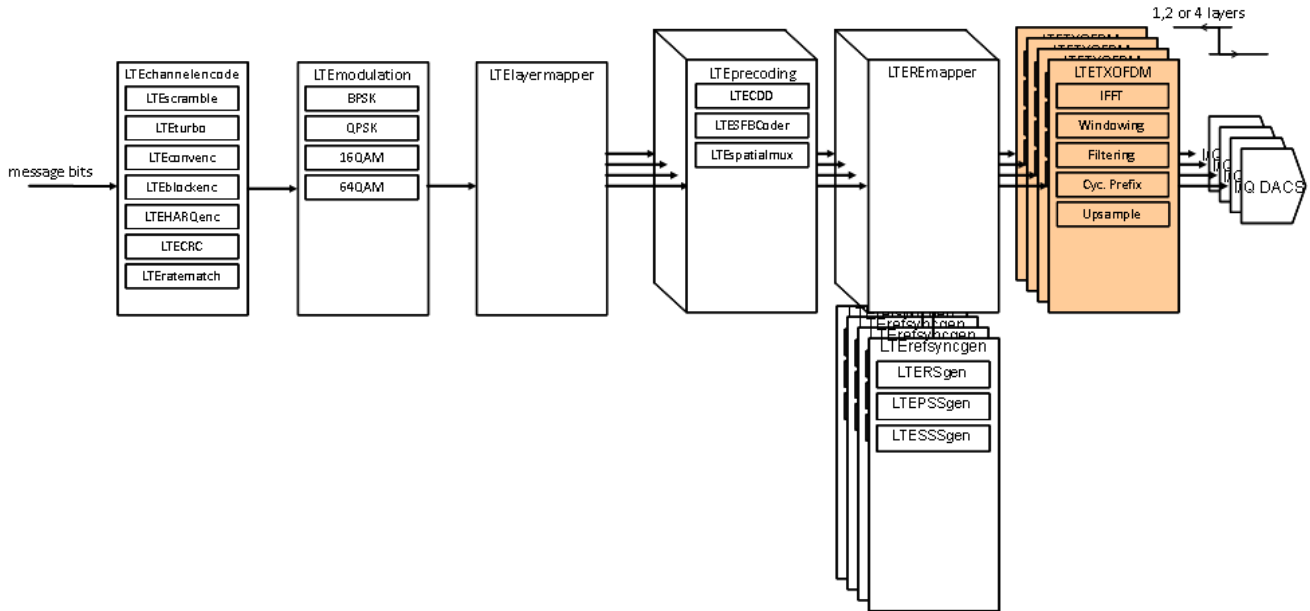 1,2 or 4 layers
message bits
LTEchannelencode
LTEscramble
LTEturbo
LTEconvenc
LTEblockenc
LTEHARQenc
LTECRC
LTEratematch
LTEmodulation
BPSK
QPSK
16QAM
64QAM
LTElayermapper
LTEprecoding
LTECDD
LTESFBCoder
LTEspatialmux
LTEREmapper
LTErefsyncgen
LTERSgen
LTEPSSgen
LTESSSgen
LTETXOFDM
IFFT
Windowing
Filtering
Cyc. Prefix
Upsample
I/Q DACS